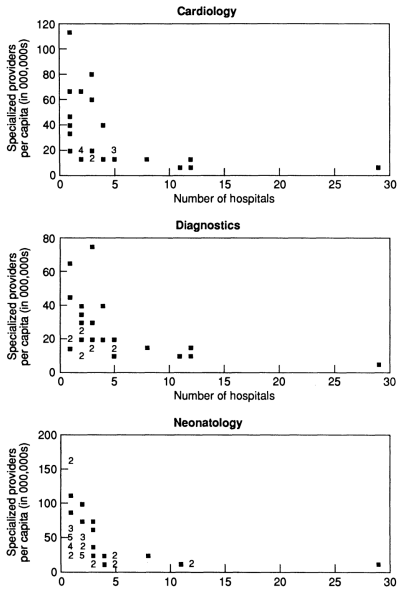 Cardiology
Specialized providers
per capita (in 000,000s)
120
100
80
60
40
20
0
4
3
2
0 5 10 15 20 25 30
Number of hospitals
Diagnostics
Specialized providers
per capita (in 000,000s)
80
60
40
20
0
2
2 2 2
2
0 5 10 15 20 25 30
Number of hospitals
Neonatology
Specialized providers
per capita (in 000,000s)
200
150
100
50
0
2
3
5 3
4 2
2 5 2
2 2 2
0 5 10 15 20 25 30
Number of hospitals